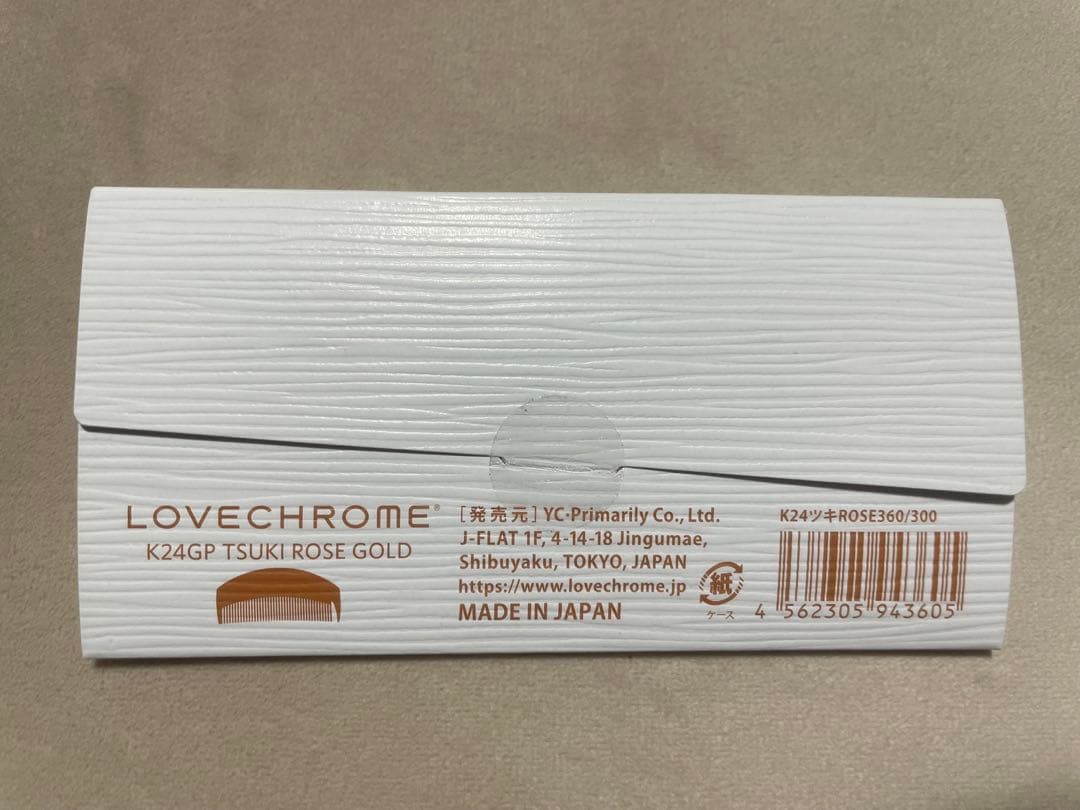 LOVECHROME®
K24GP TSUKI ROSE GOLD
[発売元] YC·Primarily Co., Ltd.
J-FLAT 1F, 4-14-18 Jingumae,
Shibuyaku, TOKYO, JAPAN
https://www.lovechrome.jp
MADE IN JAPAN
紙
ケース
K24ツキROSE360/300
4 562305 943605